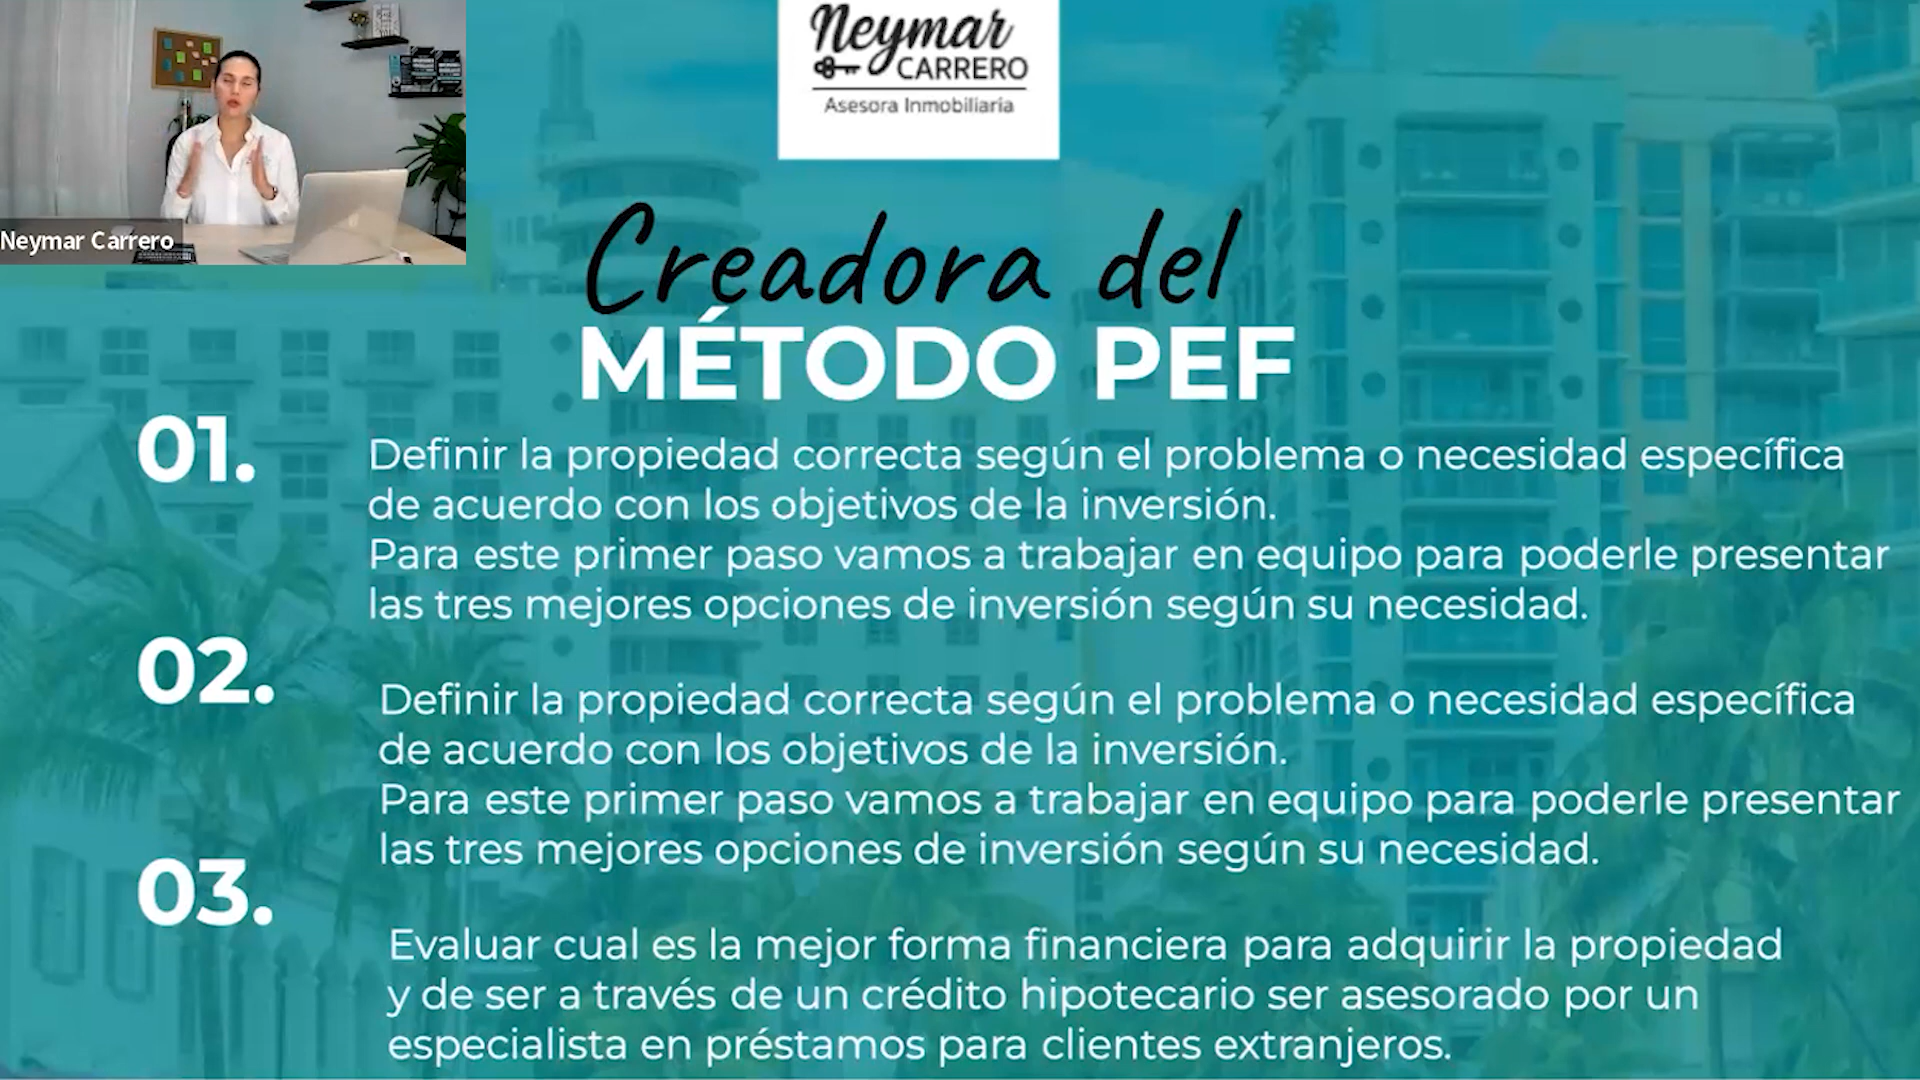 Neymar
CARRERO
Asesora Inmobiliaria
Neymar Carrero
Creadora del
MÉTODO PEF
01.
Definir la propiedad correcta según el problema o necesidad específica
de acuerdo con los objetivos de la inversión.
Para este primer paso vamos a trabajar en equipo para poderle presentar
las tres mejores opciones de inversión según su necesidad.
02.
Definir la propiedad correcta según el problema o necesidad específica
de acuerdo con los objetivos de la inversión.
Para este primer paso vamos a trabajar en equipo para poderle presentar
las tres mejores opciones de inversión según su necesidad.
03.
Evaluar cual es la mejor forma financiera para adquirir la propiedad
y de ser a través de un crédito hipotecario ser asesorado por un
especialista en préstamos para clientes extranjeros.